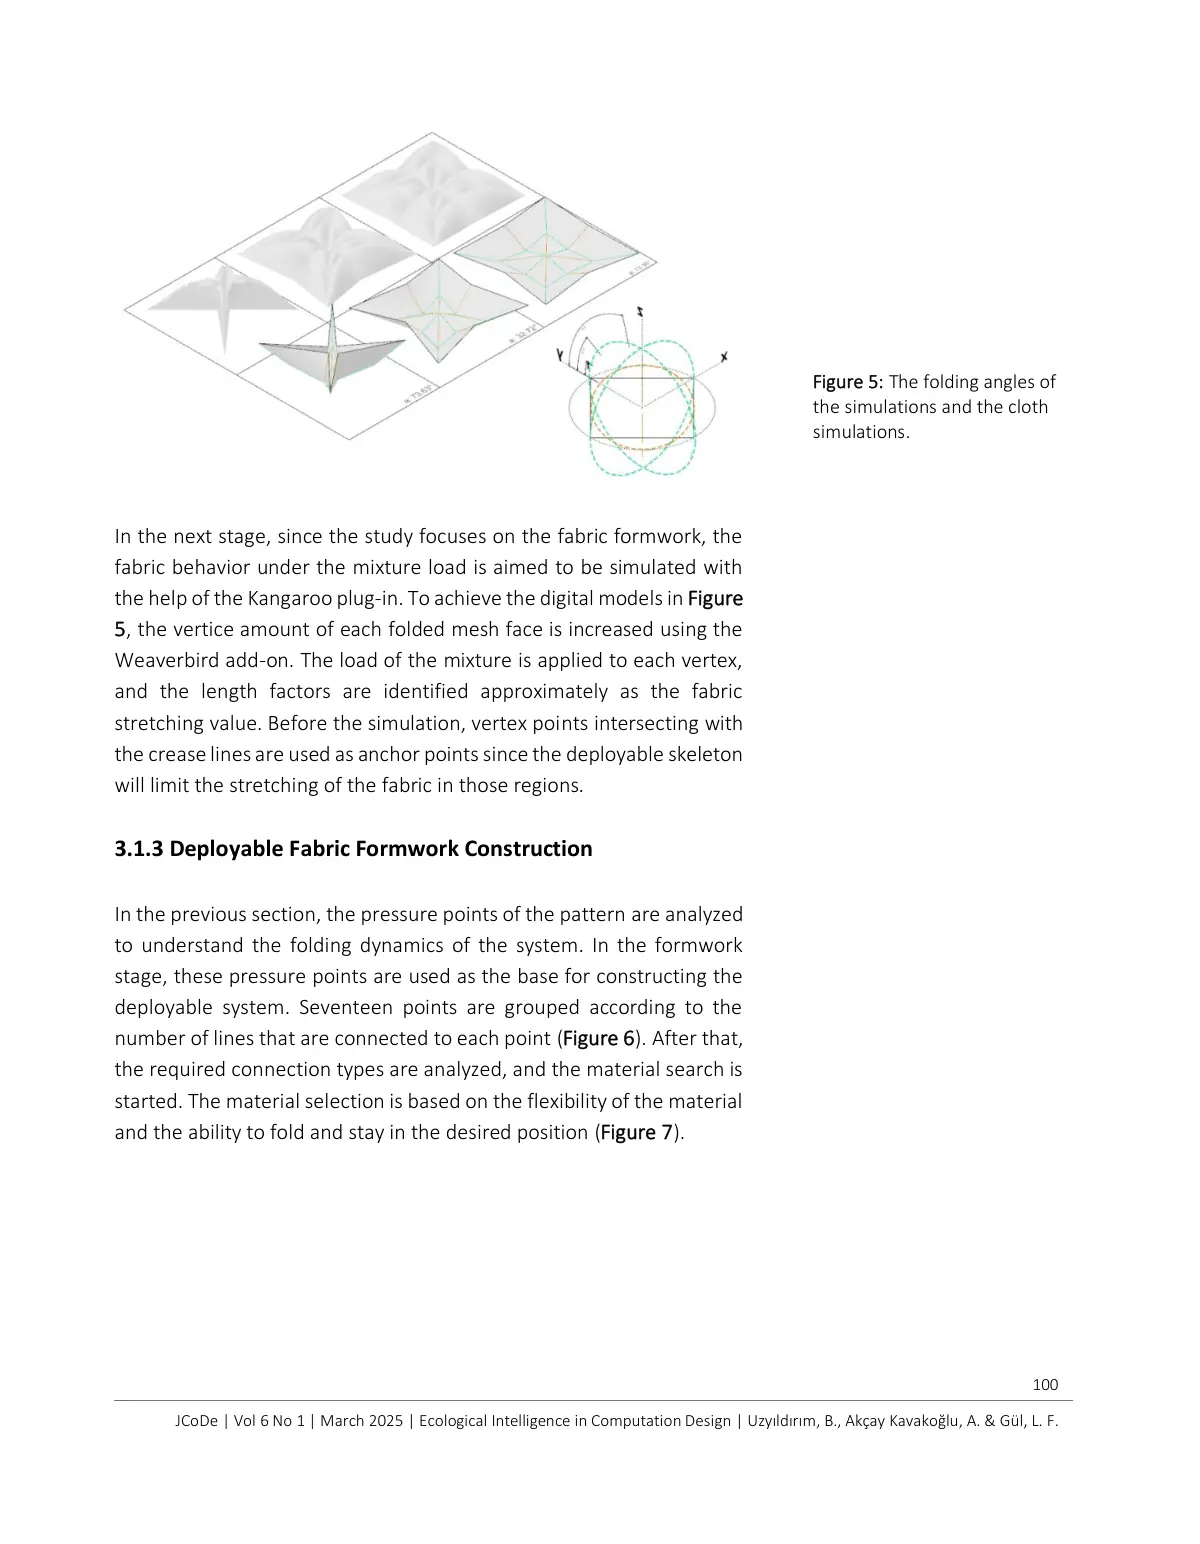 ≅ 32.72°
≅ 73.63°
Z
Y
X
Figure 5: The folding angles of
the simulations and the cloth
simulations.
In the next stage, since the study focuses on the fabric formwork, the
fabric behavior under the mixture load is aimed to be simulated with
the help of the Kangaroo plug-in. To achieve the digital models in Figure
5, the vertice amount of each folded mesh face is increased using the
Weaverbird add-on. The load of the mixture is applied to each vertex,
and the length factors are identified approximately as the fabric
stretching value. Before the simulation, vertex points intersecting with
the crease lines are used as anchor points since the deployable skeleton
will limit the stretching of the fabric in those regions.
3.1.3 Deployable Fabric Formwork Construction
In the previous section, the pressure points of the pattern are analyzed
to understand the folding dynamics of the system. In the formwork
stage, these pressure points are used as the base for constructing the
deployable system. Seventeen points are grouped according to the
number of lines that are connected to each point (Figure 6). After that,
the required connection types are analyzed, and the material search is
started. The material selection is based on the flexibility of the material
and the ability to fold and stay in the desired position (Figure 7).
100
JCoDe | Vol 6 No 1 | March 2025 | Ecological Intelligence in Computation Design | Uzyıldırım, B., Akçay Kavakoğlu, A. & Gül, L. F.